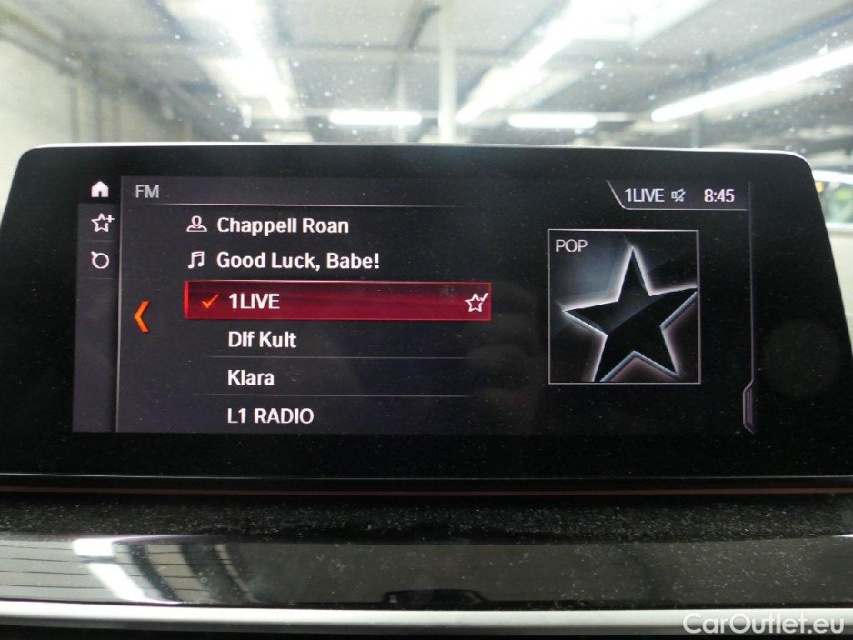 FM
1LIVE 8:45
Chappell Roan
Good Luck, Babe!
POP
1LIVE
Dlf Kult
Klara
L1 RADIO
CarOutlet.eu